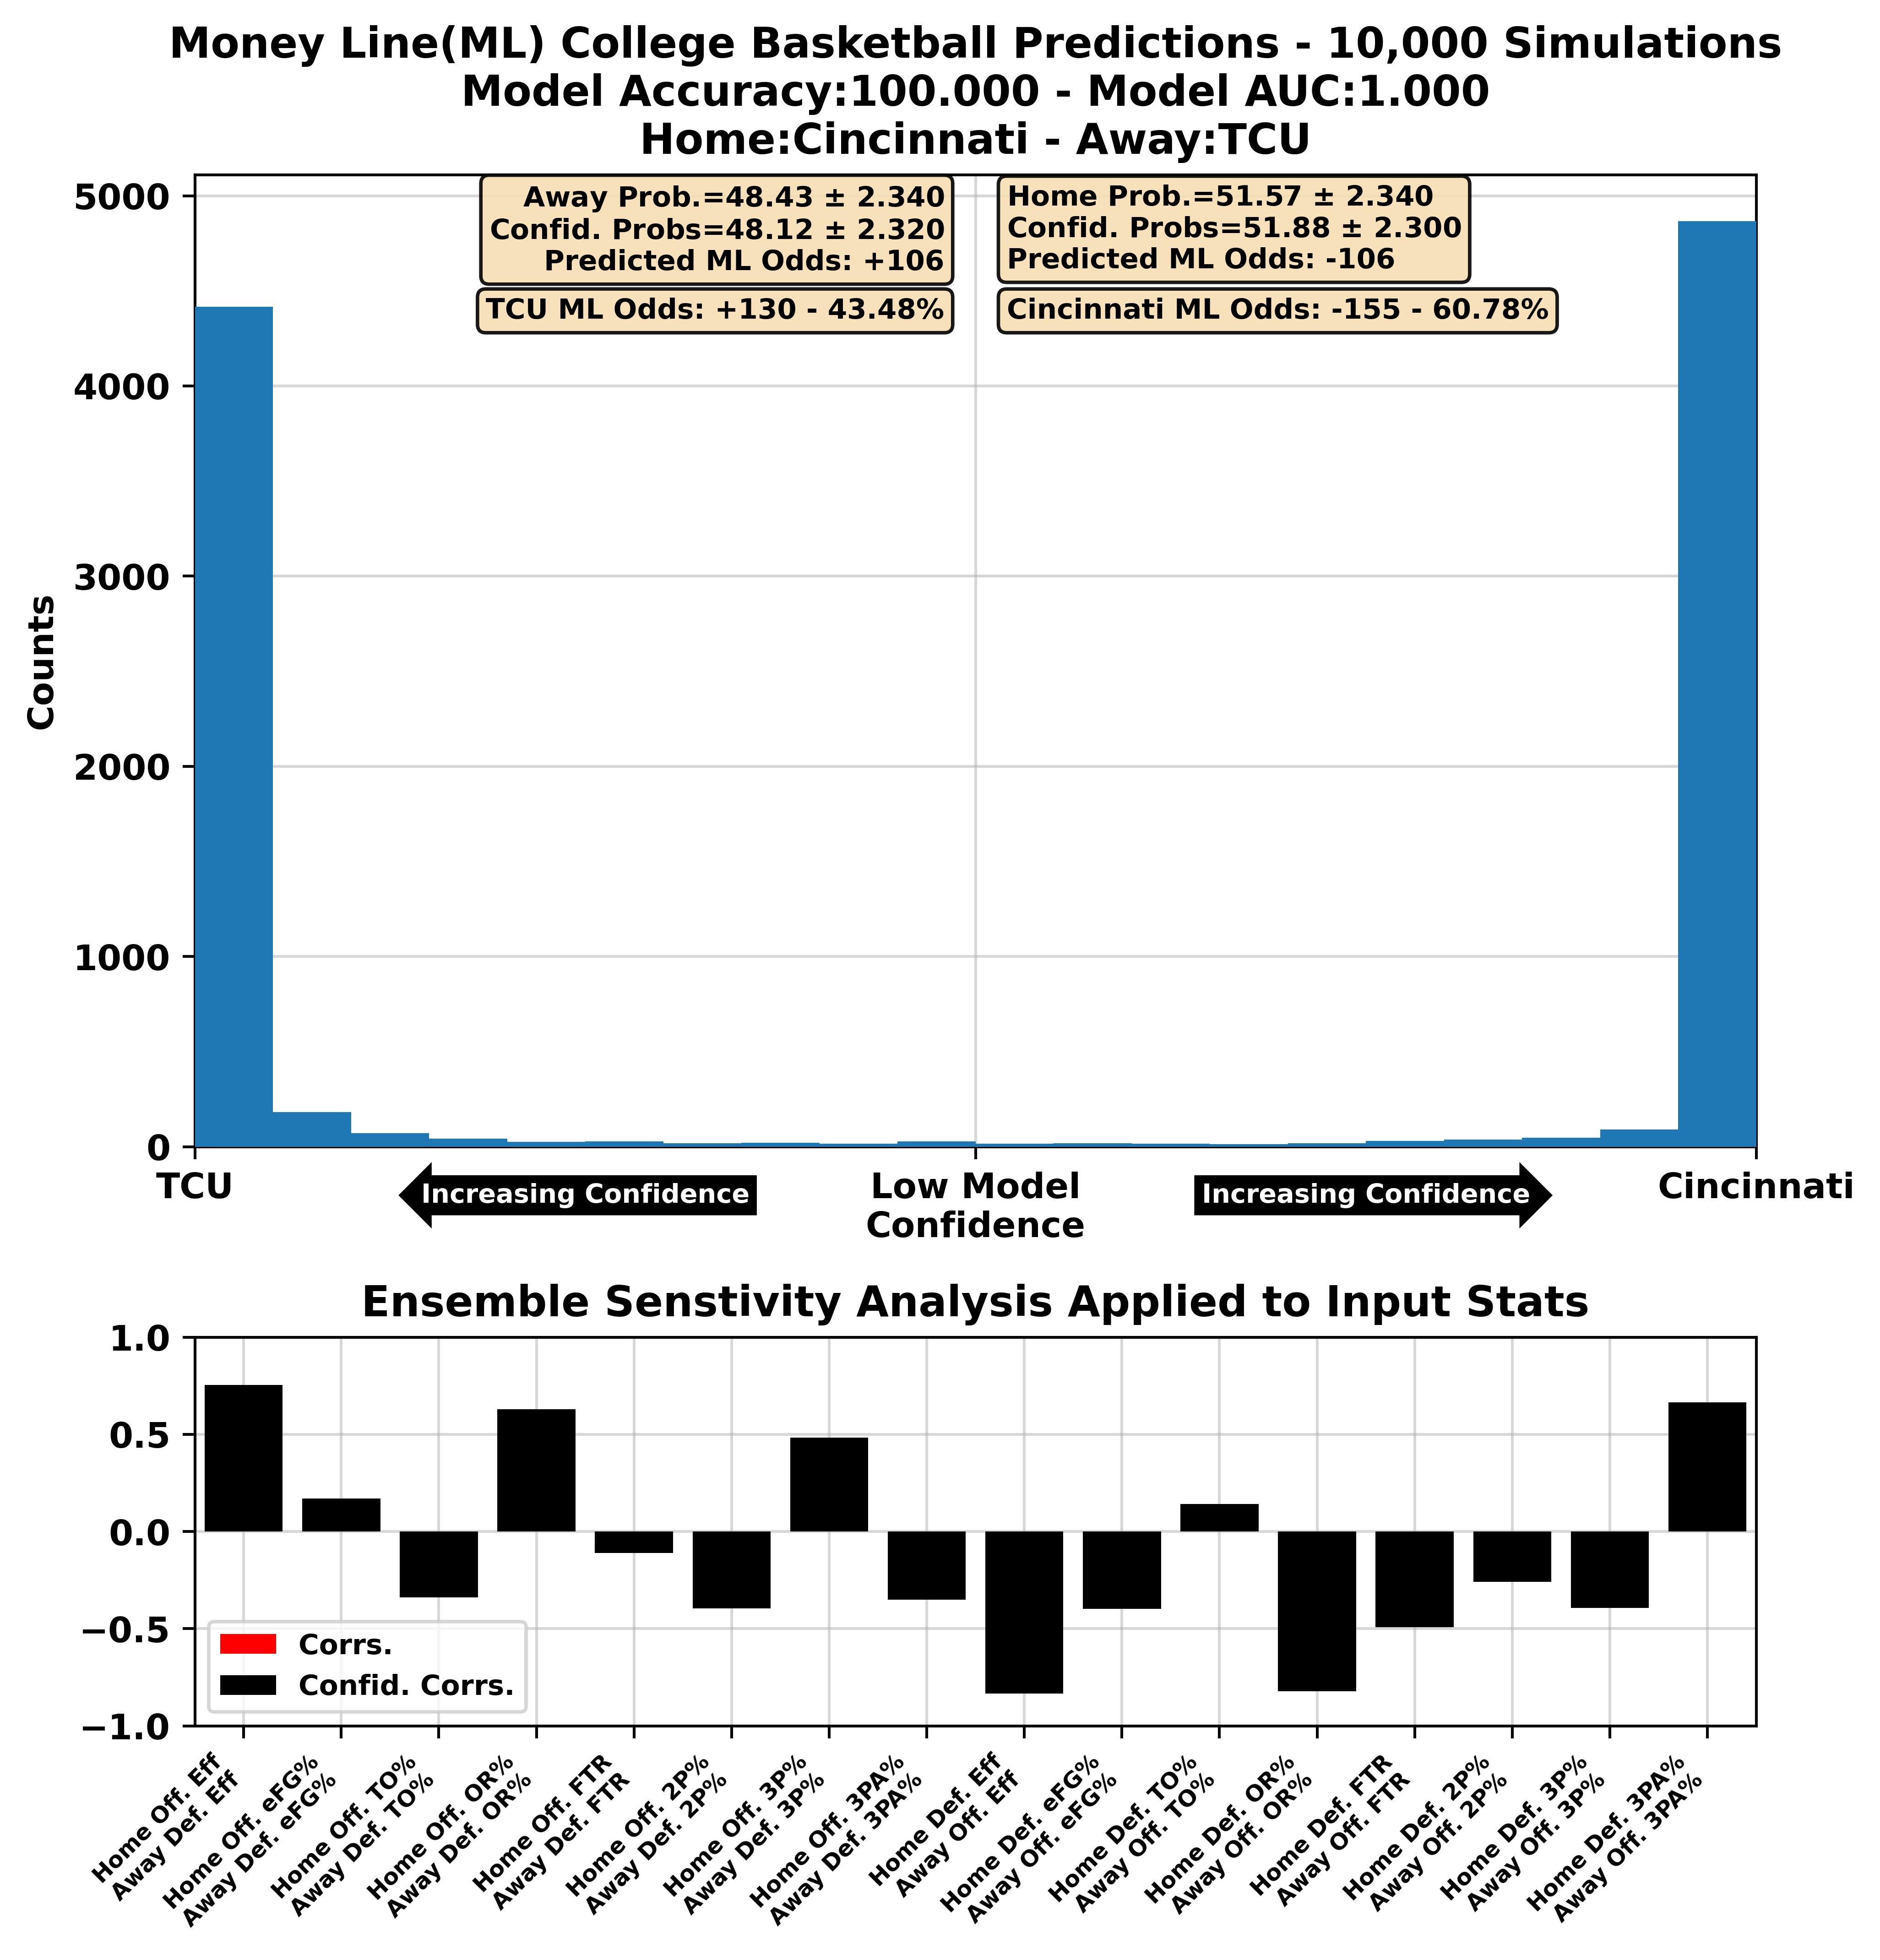 Money Line(ML) College Basketball Predictions - 10,000 Simulations
Model Accuracy:100.000 - Model AUC:1.000
Home:Cincinnati - Away:TCU
Away Prob.=48.43 ± 2.340
Confid. Probs=48.12 ± 2.320
Predicted ML Odds: +106
TCU ML Odds: +130 - 43.48%
Home Prob.=51.57 ± 2.340
Confid. Probs=51.88 ± 2.300
Predicted ML Odds: -106
Cincinnati ML Odds: -155 - 60.78%
5000
4000
3000
2000
1000
0
Counts
TCU
Increasing Confidence
Low Model
Confidence
Increasing Confidence
Cincinnati
Ensemble Senstivity Analysis Applied to Input Stats
1.0
0.5
0.0
−0.5
−1.0
Corrs.
Confid. Corrs.
Home Off. Eff
Away Def. Eff
Home Off. eFG%
Away Def. eFG%
Home Off. TO%
Away Def. TO%
Home Off. OR%
Away Def. OR%
Home Off. FTR
Away Def. FTR
Home Off. 2P%
Away Def. 2P%
Home Off. 3P%
Away Def. 3P%
Home Off. 3PA%
Away Def. 3PA%
Home Def. Eff
Away Off. Eff
Home Def. eFG%
Away Off. eFG%
Home Def. TO%
Away Off. TO%
Home Def. OR%
Away Off. OR%
Home Def. FTR
Away Off. FTR
Home Def. 2P%
Away Off. 2P%
Home Def. 3P%
Away Off. 3P%
Home Def. 3PA%
Away Off. 3PA%